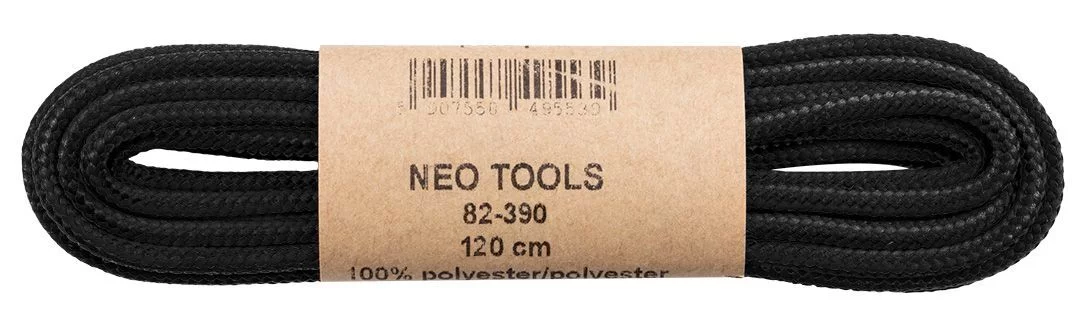 NEO TOOLS
82-390
120 cm
100% polyester/polyester